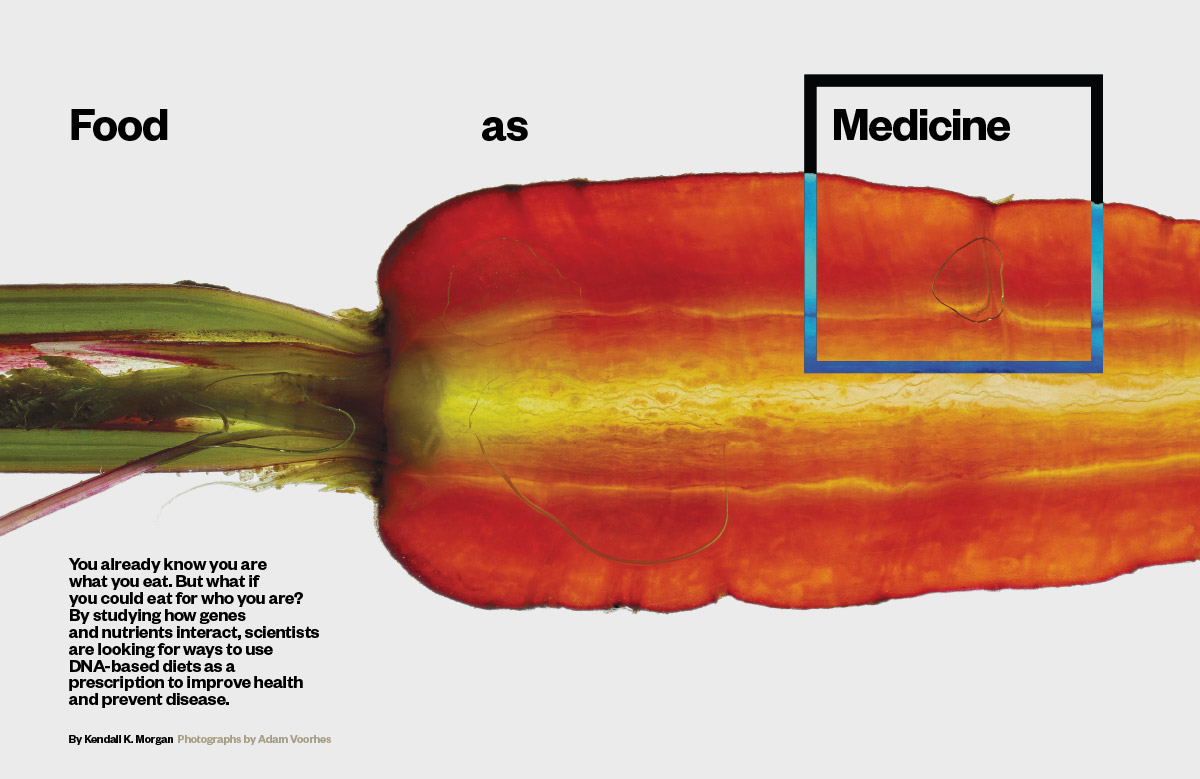 Food as Medicine
You already know you are
what you eat. But what if
you could eat for who you are?
By studying how genes
and nutrients interact, scientists
are looking for ways to use
DNA-based diets as a
prescription to improve health
and prevent disease.
By Kendall K. Morgan Photographs by Adam Voorhes